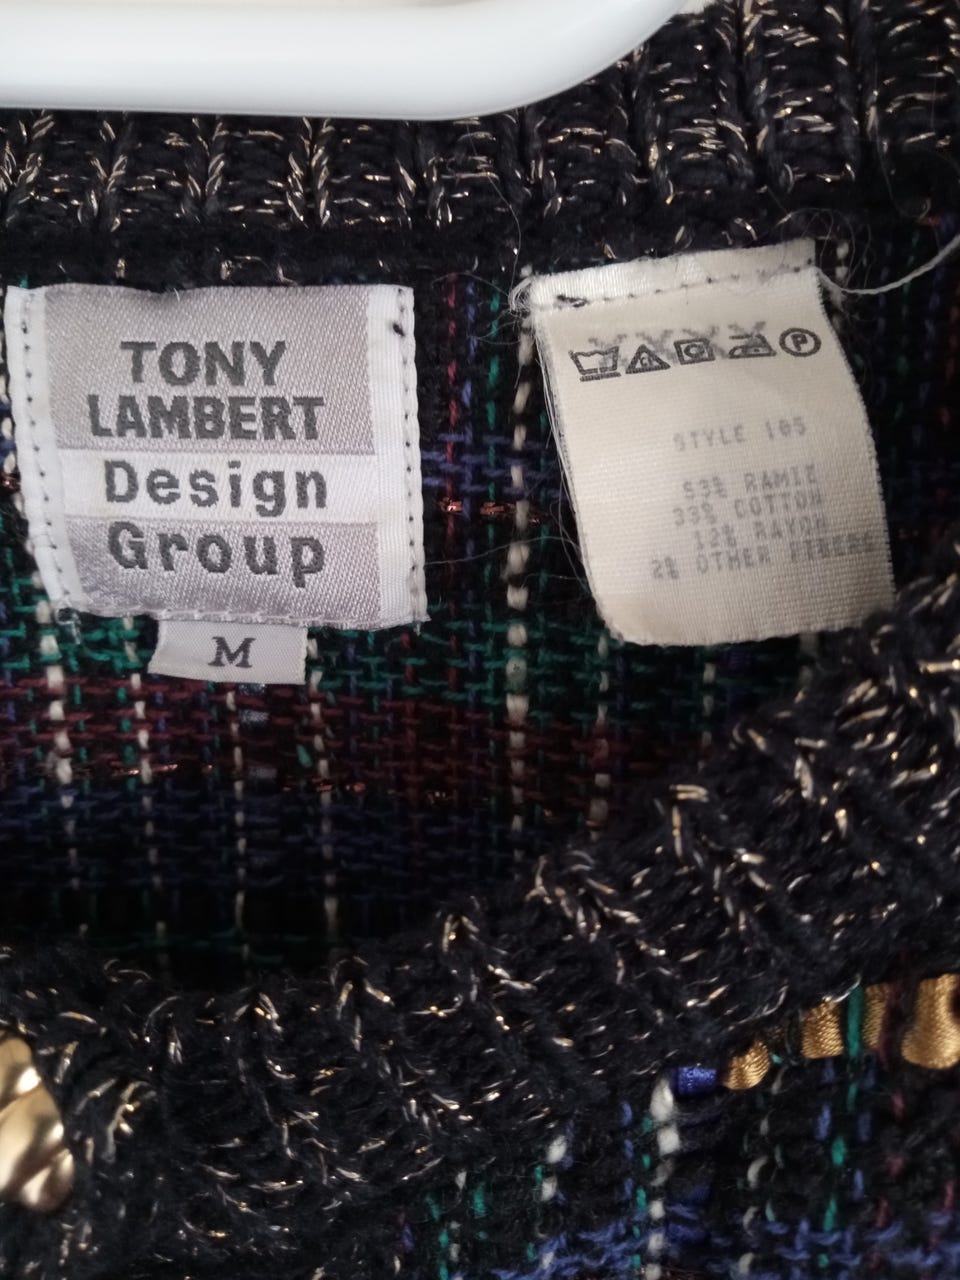 TONY
LAMBERT
Design
Group
M
P
STYLE 105
53% RAMIE
33% COTTON
12% RAYON
2% OTHER FIBERS